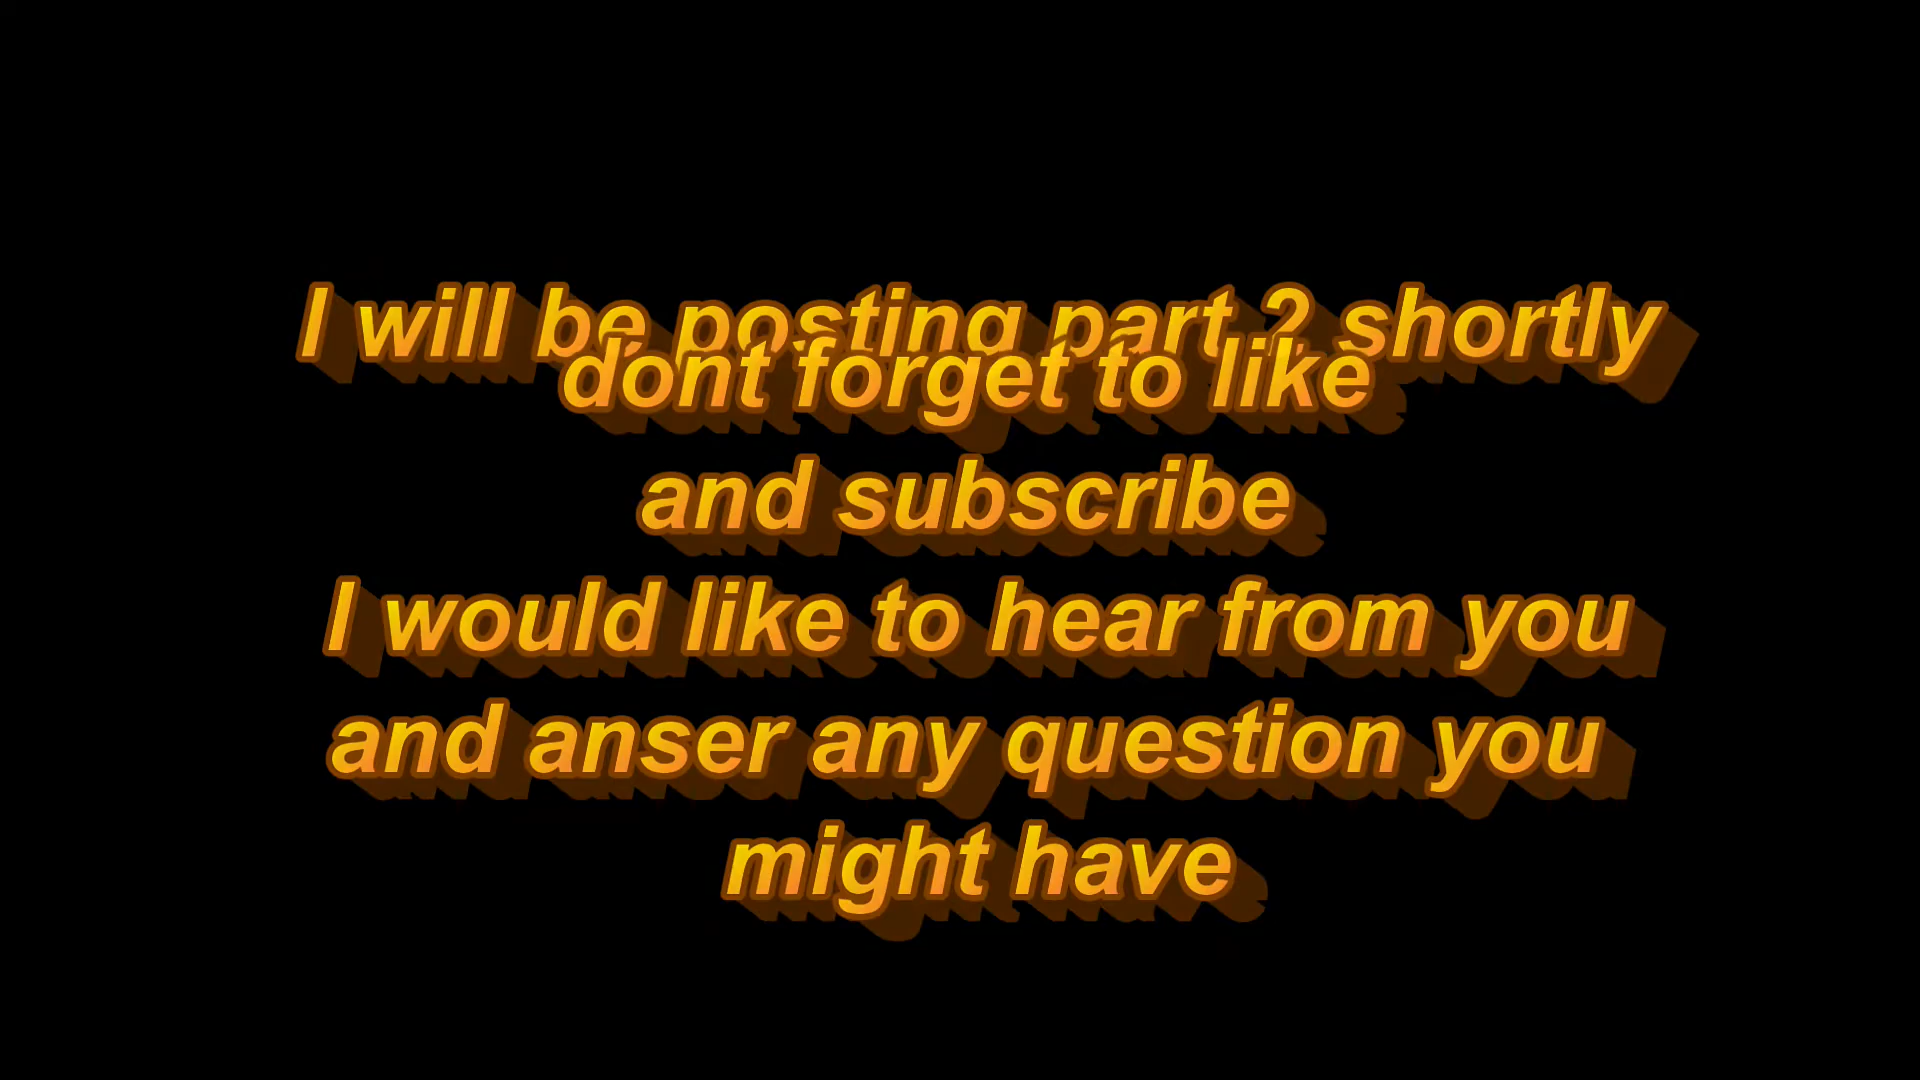 I will be posting part 2 shortly
dont forget to like
and subscribe
I would like to hear from you
and anser any question you
might have